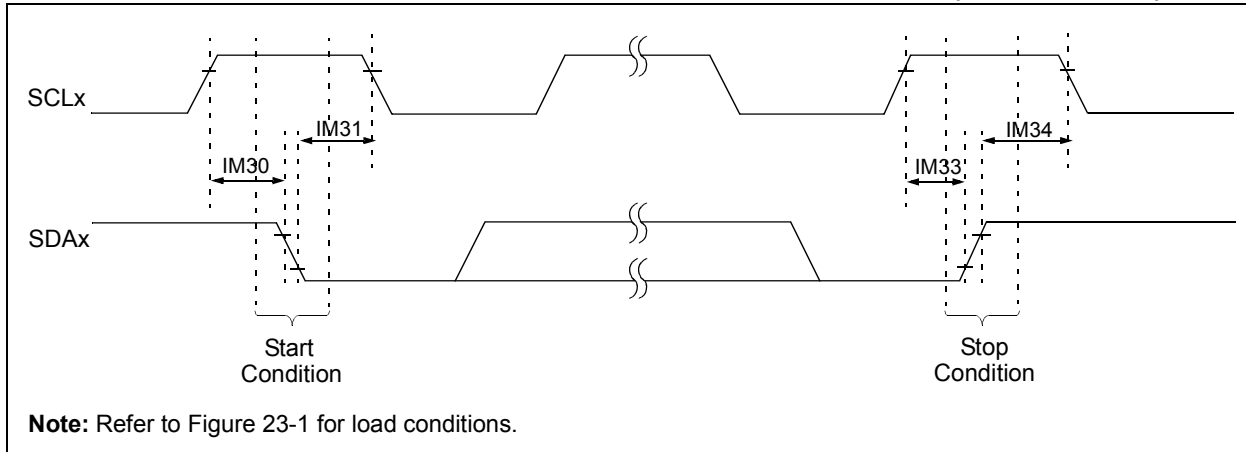 SCLx
IM31
IM34
IM30
IM33
SDAx
Start
Condition
Stop
Condition
Note: Refer to Figure 23-1 for load conditions.